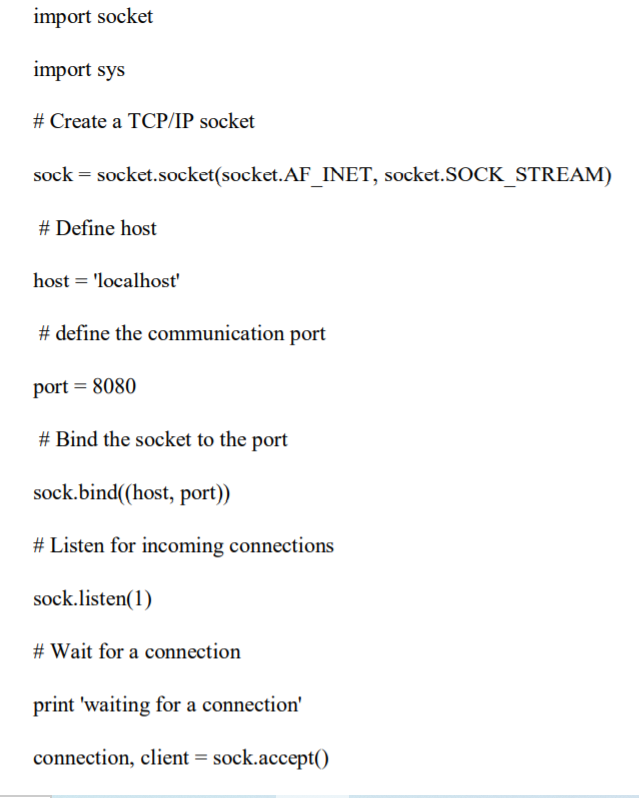 import socket
import sys
# Create a TCP/IP socket
sock = socket.socket(socket.AF_INET, socket.SOCK_STREAM)
# Define host
host = 'localhost'
# define the communication port
port = 8080
# Bind the socket to the port
sock.bind((host, port))
# Listen for incoming connections
sock.listen(1)
# Wait for a connection
print 'waiting for a connection'
connection, client = sock.accept()